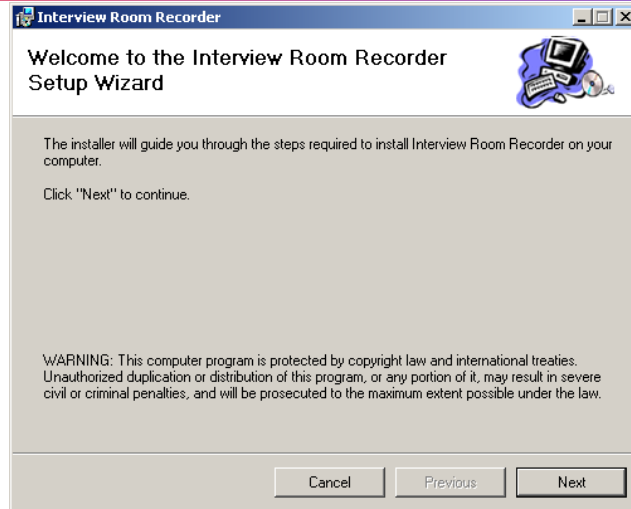 Interview Room Recorder
Welcome to the Interview Room Recorder
Setup Wizard
The installer will guide you through the steps required to install Interview Room Recorder on your
computer.
Click "Next" to continue.
WARNING: This computer program is protected by copyright law and international treaties.
Unauthorized duplication or distribution of this program, or any portion of it, may result in severe
civil or criminal penalties, and will be prosecuted to the maximum extent possible under the law.
Cancel
Previous
Next